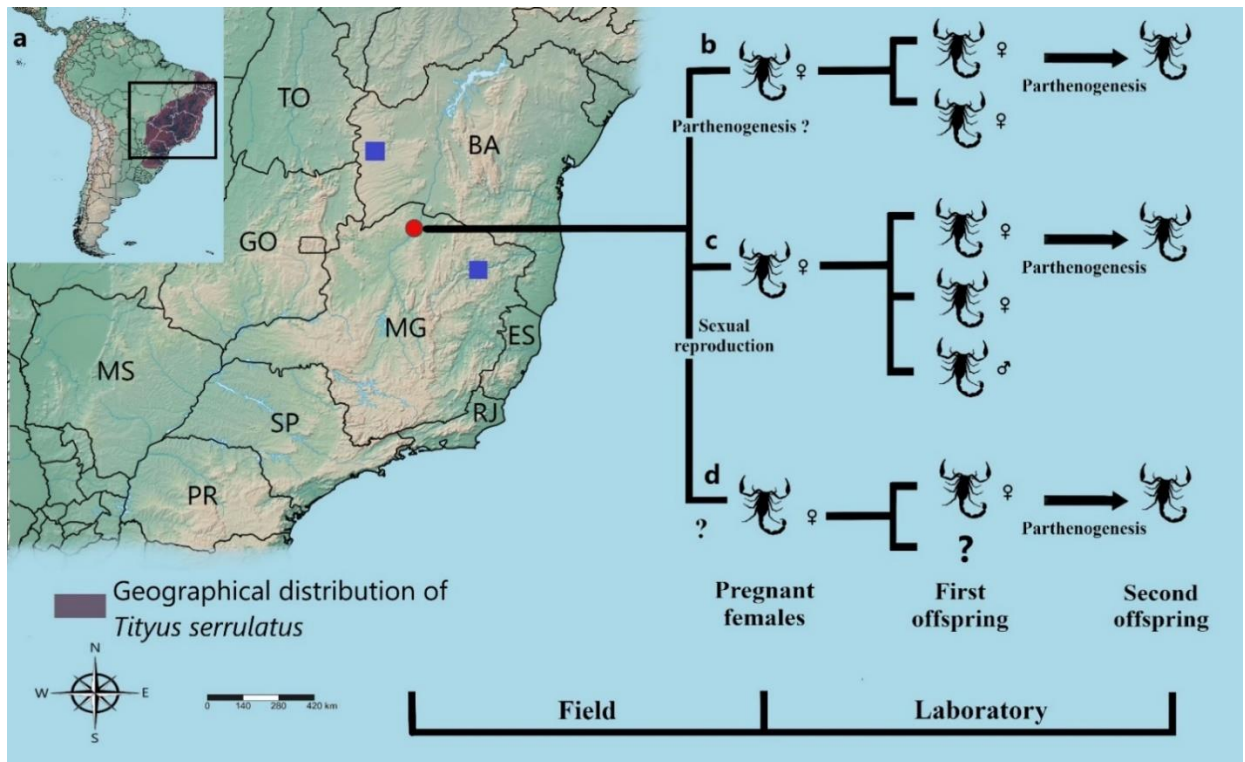 a
TO
BA
GO
MG
ES
MS
SP
RJ
PR
Geographical distribution of
Tityus serrulatus
N
W
E
S
0 140 280 420 km
b
♀
♀
Parthenogenesis
Parthenogenesis ?
♀
c
♀
♀
Parthenogenesis
♀
Sexual
reproduction
♂
d
♀
♀
Parthenogenesis
?
?
Pregnant
females
First
offspring
Second
offspring
Field
Laboratory